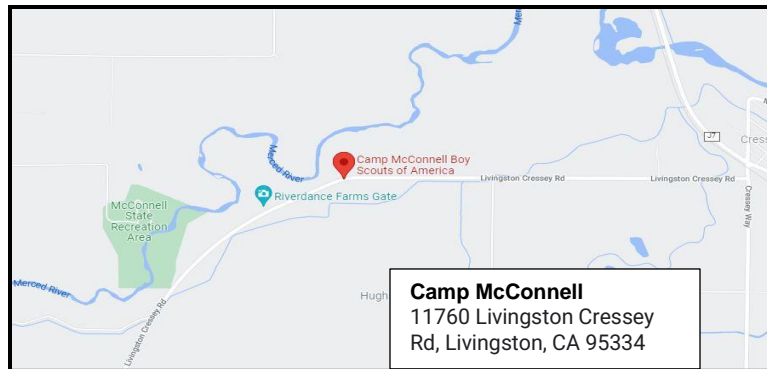 Merced River
Camp McConnell Boy
Scouts of America
J7
Cress
Livingston Cressey Rd
Livingston Cressey Rd
Riverdance Farms Gate
McConnell
State
Recreation
Area
Cressey Way
Merced River
Livingston Cressey Rd
Hugh
Camp McConnell
11760 Livingston Cressey
Rd, Livingston, CA 95334